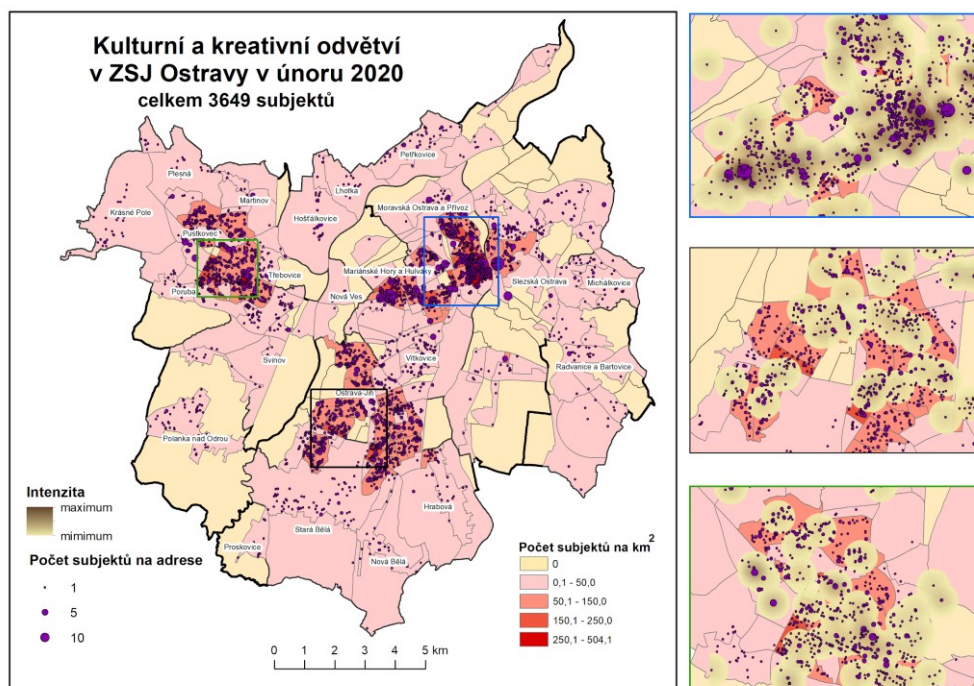 Kulturní a kreativní odvětví
v ZSJ Ostravy v únoru 2020
celkem 3649 subjektů
Petřkovice
Plesná
Lhotka
Martinov
Krásné Pole
Hošťálkovice
Moravská Ostrava a Přívoz
Pustkovec
Třebovice
Mariánské Hory a Hulváky
Slezská Ostrava
Michálkovice
Poruba
Nová Ves
Svinov
Vítkovice
Radvanice a Bartovice
Ostrava-Jih
Polanka nad Odrou
Hrabová
Stará Bělá
Proskovice
Nová Bělá
Intenzita
maximum
mimimum
Počet subjektů na adrese
1
5
10
Počet subjektů na km²
0
0,1 - 50,0
50,1 - 150,0
150,1 - 250,0
250,1 - 504,1
0 1 2 3 4 5 km